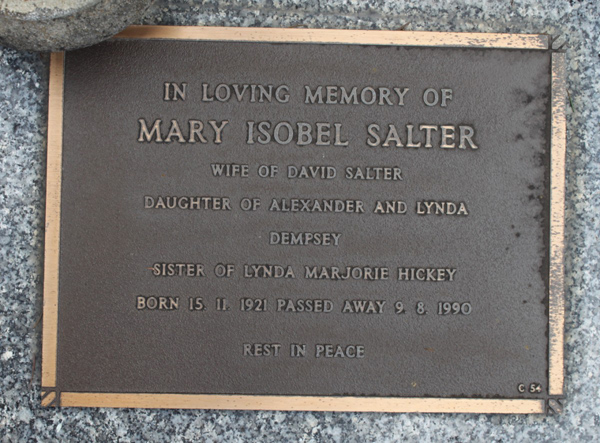 IN LOVING MEMORY OF
MARY ISOBEL SALTER
WIFE OF DAVID SALTER
DAUGHTER OF ALEXANDER AND LYNDA
DEMPSEY
SISTER OF LYNDA MARJORIE HICKEY
BORN 15. 11. 1921 PASSED AWAY 9. 8. 1990
REST IN PEACE
C 54